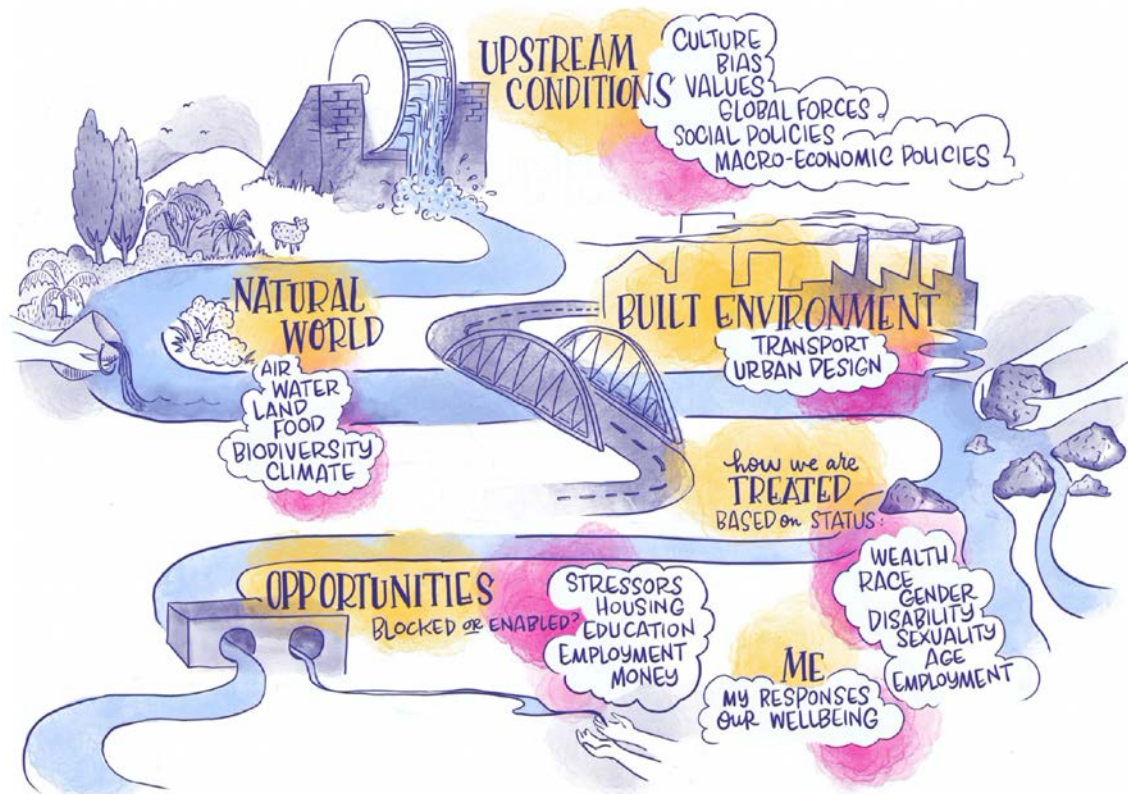 UPSTREAM
CONDITIONS
CULTURE
BIAS
VALUES
GLOBAL FORCES
SOCIAL POLICIES
MACRO-ECONOMIC POLICIES
NATURAL
WORLD
AIR
WATER
LAND
FOOD
BIODIVERSITY
CLIMATE
BUILT ENVIRONMENT
TRANSPORT
URBAN DESIGN
how we are
TREATED
BASED on STATUS:
WEALTH
RACE
GENDER
DISABILITY
SEXUALITY
AGE
EMPLOYMENT
OPPORTUNITIES
BLOCKED OR ENABLED?
STRESSORS
HOUSING
EDUCATION
EMPLOYMENT
MONEY
ME
MY RESPONSES
OUR WELLBEING